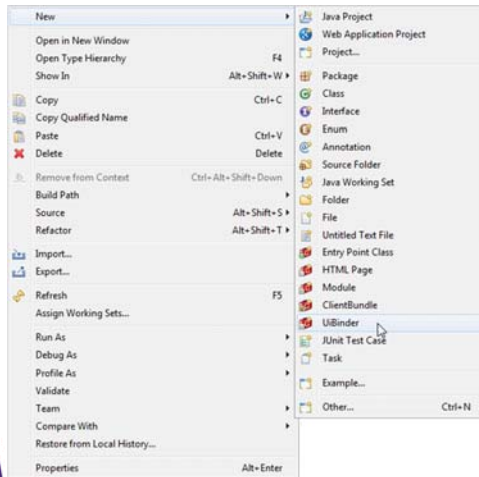 New
Open in New Window
Open Type Hierarchy F4
Show In Alt+Shift+W
Copy Ctrl+C
Copy Qualified Name
Paste Ctrl+V
Delete Delete
Remove from Context Ctrl+Alt+Shift+Down
Build Path
Source Alt+Shift+S
Refactor Alt+Shift+T
Import...
Export...
Refresh F5
Assign Working Sets...
Run As
Debug As
Profile As
Validate
Team
Compare With
Restore from Local History...
Properties Alt+Enter
Java Project
Web Application Project
Project...
Package
Class
Interface
Enum
Annotation
Source Folder
Java Working Set
Folder
File
Untitled Text File
Entry Point Class
HTML Page
Module
ClientBundle
UiBinder
JUnit Test Case
Task
Example...
Other... Ctrl+N